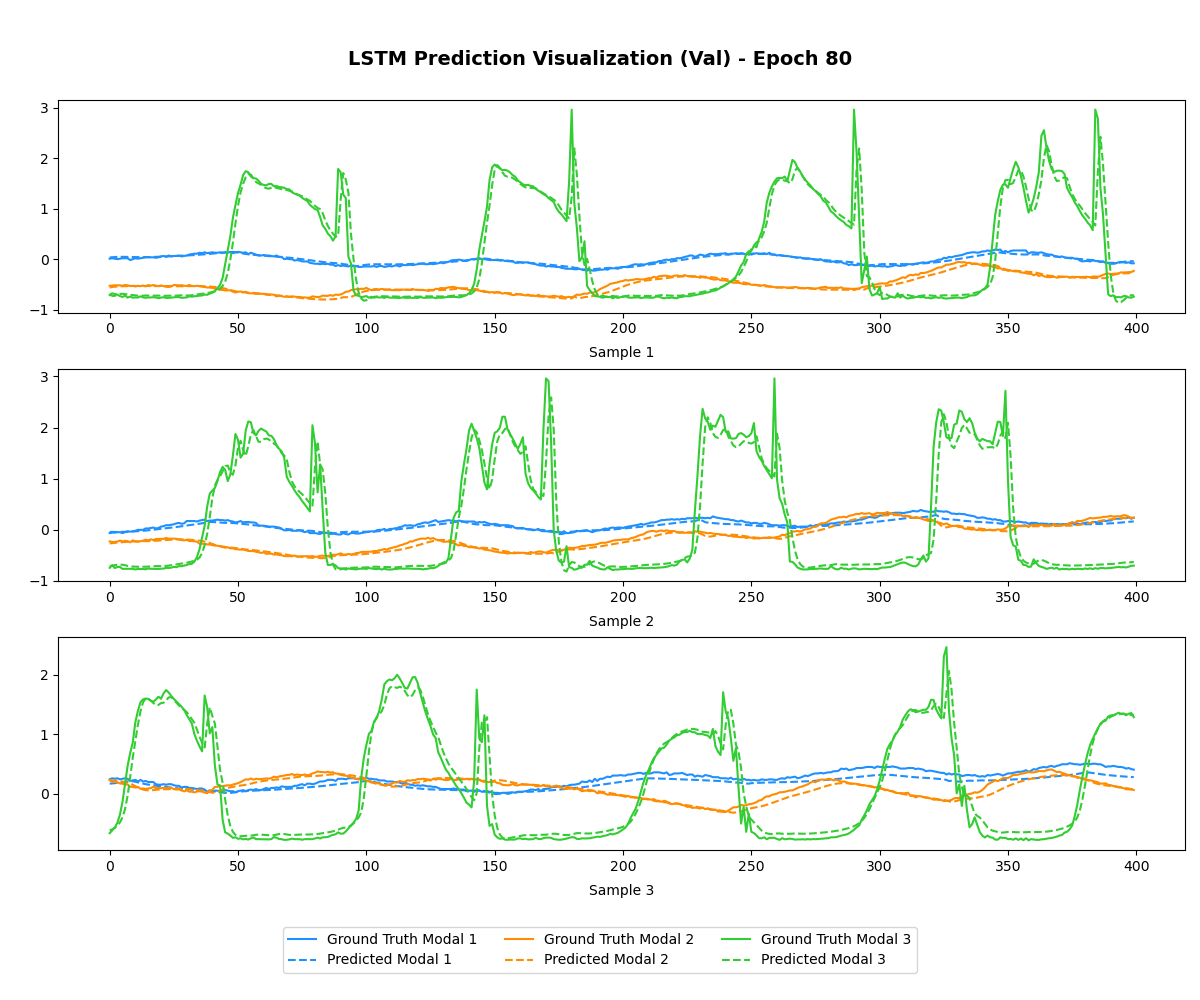 LSTM Prediction Visualization (Val) - Epoch 80
3
2
1
0
−1
0 50 100 150 200 250 300 350 400
Sample 1
3
2
1
0
−1
0 50 100 150 200 250 300 350 400
Sample 2
2
1
0
0 50 100 150 200 250 300 350 400
Sample 3
Ground Truth Modal 1 Ground Truth Modal 2 Ground Truth Modal 3
Predicted Modal 1 Predicted Modal 2 Predicted Modal 3